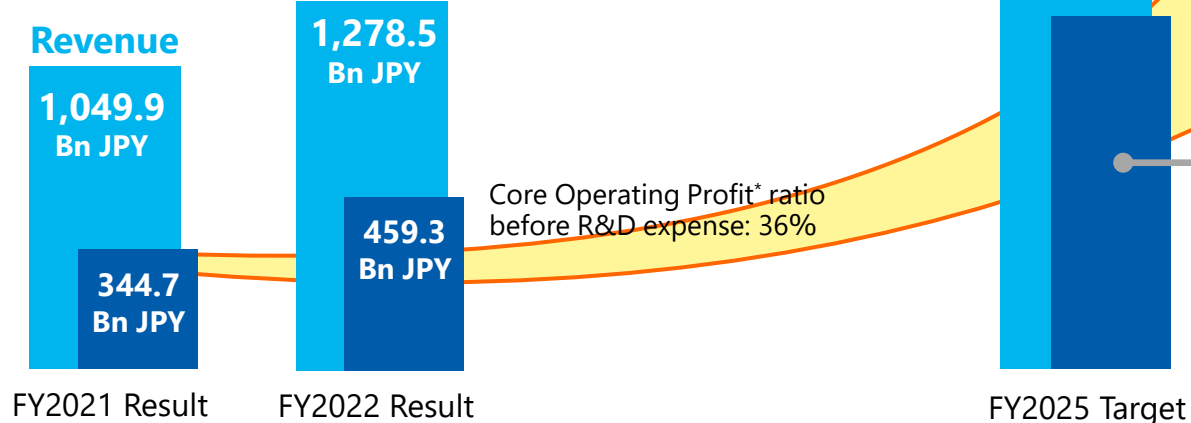 Revenue
1,049.9
Bn JPY
344.7
Bn JPY
FY2021 Result
1,278.5
Bn JPY
459.3
Bn JPY
FY2022 Result
Core Operating Profit* ratio
before R&D expense: 36%
FY2025 Target